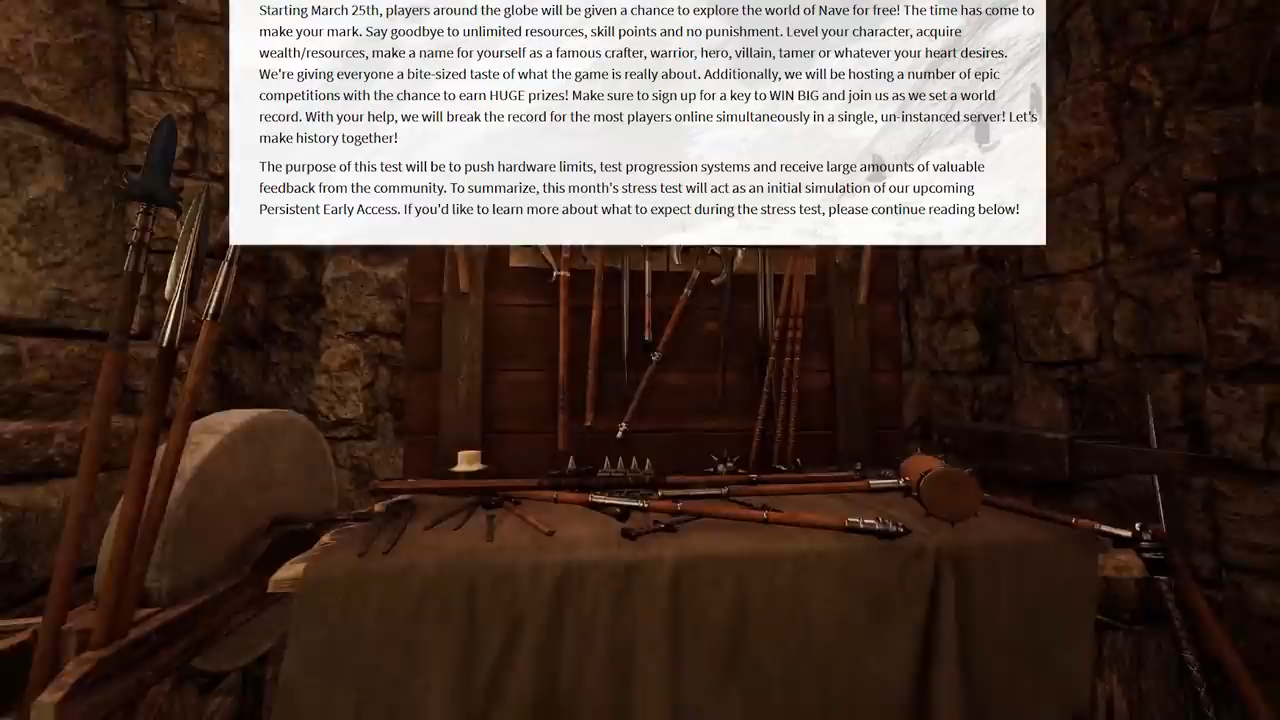 Starting March 25th, players around the globe will be given a chance to explore the world of Nave for free! The time has come to
make your mark. Say goodbye to unlimited resources, skill points and no punishment. Level your character, acquire
wealth/resources, make a name for yourself as a famous crafter, warrior, hero, villain, tamer or whatever your heart desires.
We're giving everyone a bite-sized taste of what the game is really about. Additionally, we will be hosting a number of epic
competitions with the chance to earn HUGE prizes! Make sure to sign up for a key to WIN BIG and join us as we set a world
record. With your help, we will break the record for the most players online simultaneously in a single, un-instanced server! Let's
make history together!
The purpose of this test will be to push hardware limits, test progression systems and receive large amounts of valuable
feedback from the community. To summarize, this month's stress test will act as an initial simulation of our upcoming
Persistent Early Access. If you'd like to learn more about what to expect during the stress test, please continue reading below!